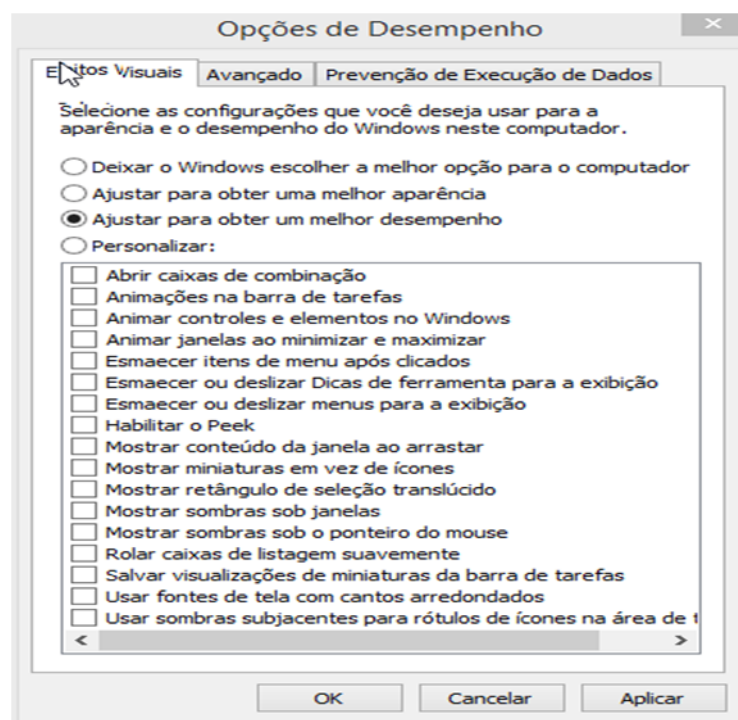 Opções de Desempenho
Efeitos Visuais
Avançado
Prevenção de Execução de Dados
Selecione as configurações que você deseja usar para a
aparência e o desempenho do Windows neste computador.
Deixar o Windows escolher a melhor opção para o computador
Ajustar para obter uma melhor aparência
Ajustar para obter um melhor desempenho
Personalizar:
Abrir caixas de combinação
Animações na barra de tarefas
Animar controles e elementos no Windows
Animar janelas ao minimizar e maximizar
Esmaecer itens de menu após clicados
Esmaecer ou deslizar Dicas de ferramenta para a exibição
Esmaecer ou deslizar menus para a exibição
Habilitar o Peek
Mostrar conteúdo da janela ao arrastar
Mostrar miniaturas em vez de ícones
Mostrar retângulo de seleção translúcido
Mostrar sombras sob janelas
Mostrar sombras sob o ponteiro do mouse
Rolar caixas de listagem suavemente
Salvar visualizações de miniaturas da barra de tarefas
Usar fontes de tela com cantos arredondados
Usar sombras subjacentes para rótulos de ícones na área de
OK
Cancelar
Aplicar